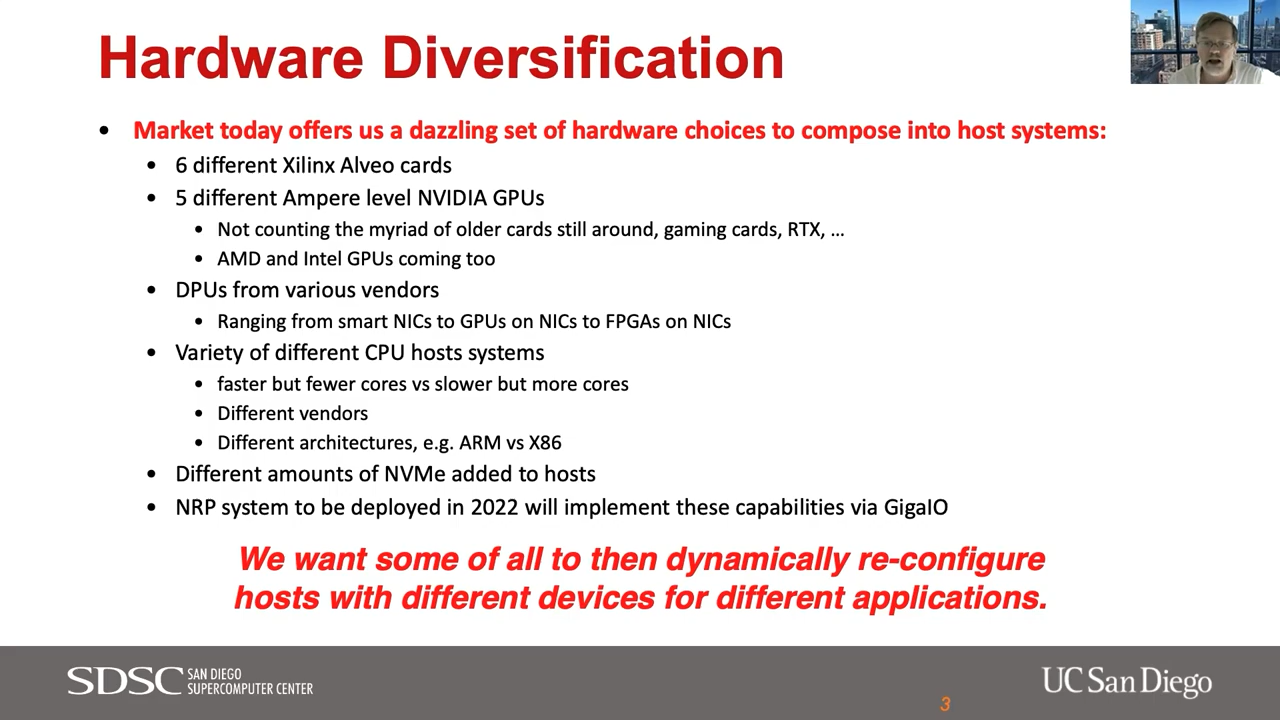 Hardware Diversification
• Market today offers us a dazzling set of hardware choices to compose into host systems:
• 6 different Xilinx Alveo cards
• 5 different Ampere level NVIDIA GPUs
• Not counting the myriad of older cards still around, gaming cards, RTX, …
• AMD and Intel GPUs coming too
• DPUs from various vendors
• Ranging from smart NICs to GPUs on NICs to FPGAs on NICs
• Variety of different CPU hosts systems
• faster but fewer cores vs slower but more cores
• Different vendors
• Different architectures, e.g. ARM vs X86
• Different amounts of NVMe added to hosts
• NRP system to be deployed in 2022 will implement these capabilities via GigaIO
We want some of all to then dynamically re-configure
hosts with different devices for different applications.
SDSC SAN DIEGO
SUPERCOMPUTER CENTER
UC San Diego
3